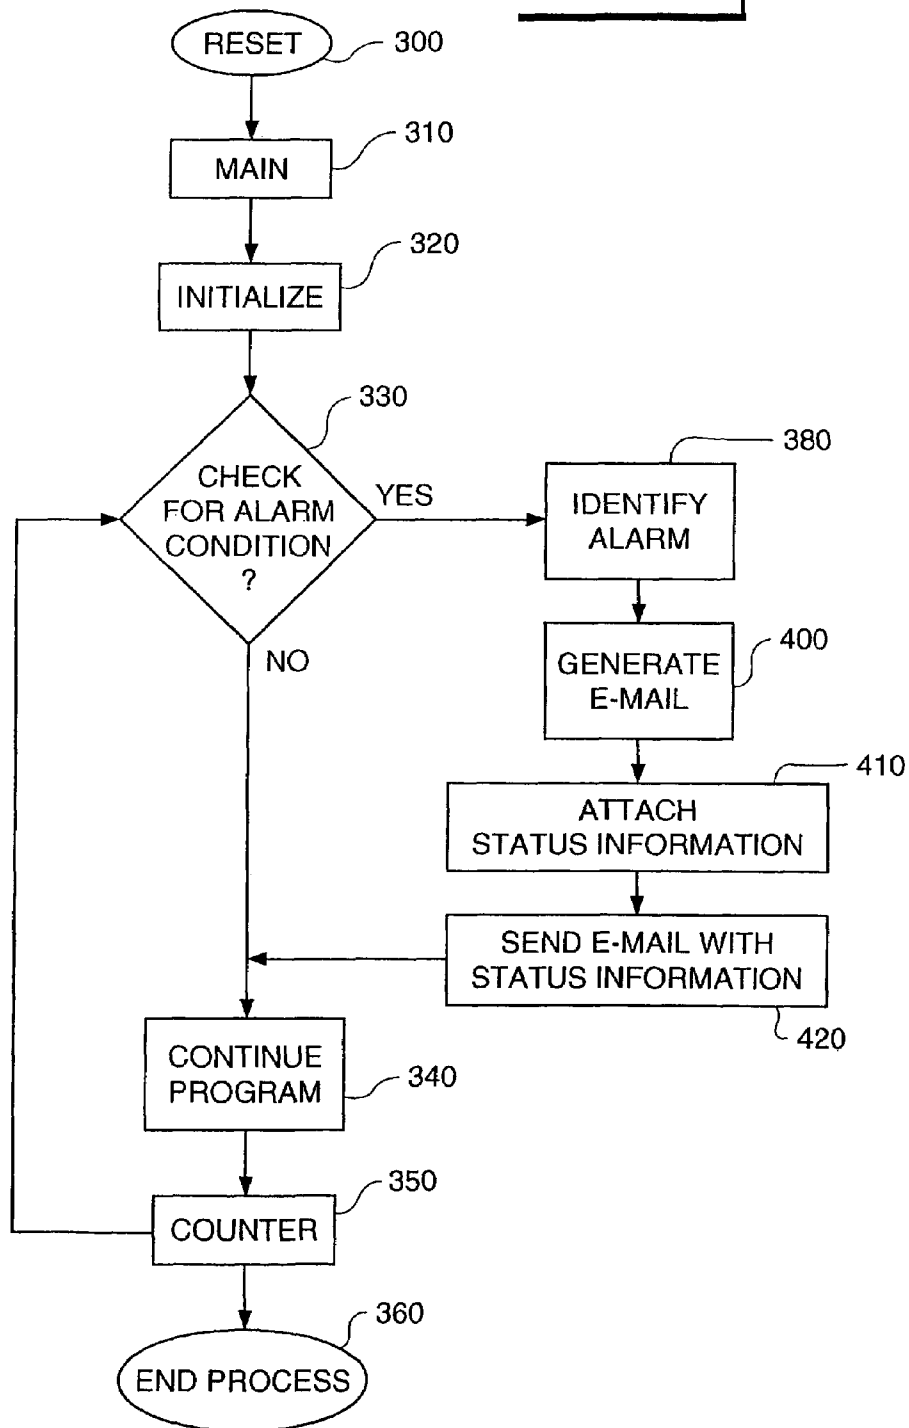 RESET
300
MAIN
310
INITIALIZE
320
CHECK
FOR ALARM
CONDITION
?
330
YES
NO
IDENTIFY
ALARM
380
GENERATE
E-MAIL
400
ATTACH
STATUS INFORMATION
410
SEND E-MAIL WITH
STATUS INFORMATION
420
CONTINUE
PROGRAM
340
COUNTER
350
END PROCESS
360